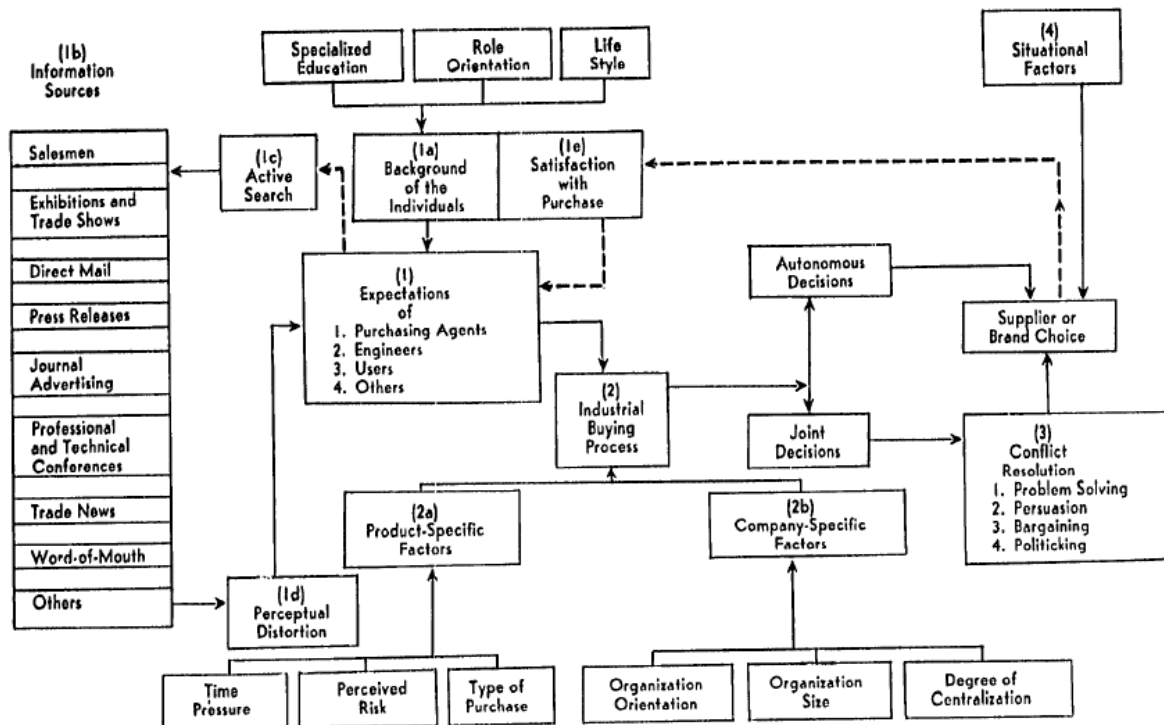 (1b)
Information
Sources
Specialized
Education
Role
Orientation
Life
Style
(4)
Situational
Factors
Salesmen
Exhibitions and
Trade Shows
Direct Mail
Press Releases
Journal
Advertising
Professional
and Technical
Conferences
Trade News
Word-of-Mouth
Others
(1c)
Active
Search
(1a)
Background
of the
Individuals
(1e)
Satisfaction
with
Purchase
(1)
Expectations
of
1. Purchasing Agents
2. Engineers
3. Users
4. Others
Autonomous
Decisions
Supplier or
Brand Choice
(2)
Industrial
Buying
Process
Joint
Decisions
(3)
Conflict
Resolution
1. Problem Solving
2. Persuasion
3. Bargaining
4. Politicking
(2a)
Product-Specific
Factors
(2b)
Company-Specific
Factors
(1d)
Perceptual
Distortion
Time
Pressure
Perceived
Risk
Type of
Purchase
Organization
Orientation
Organization
Size
Degree of
Centralization